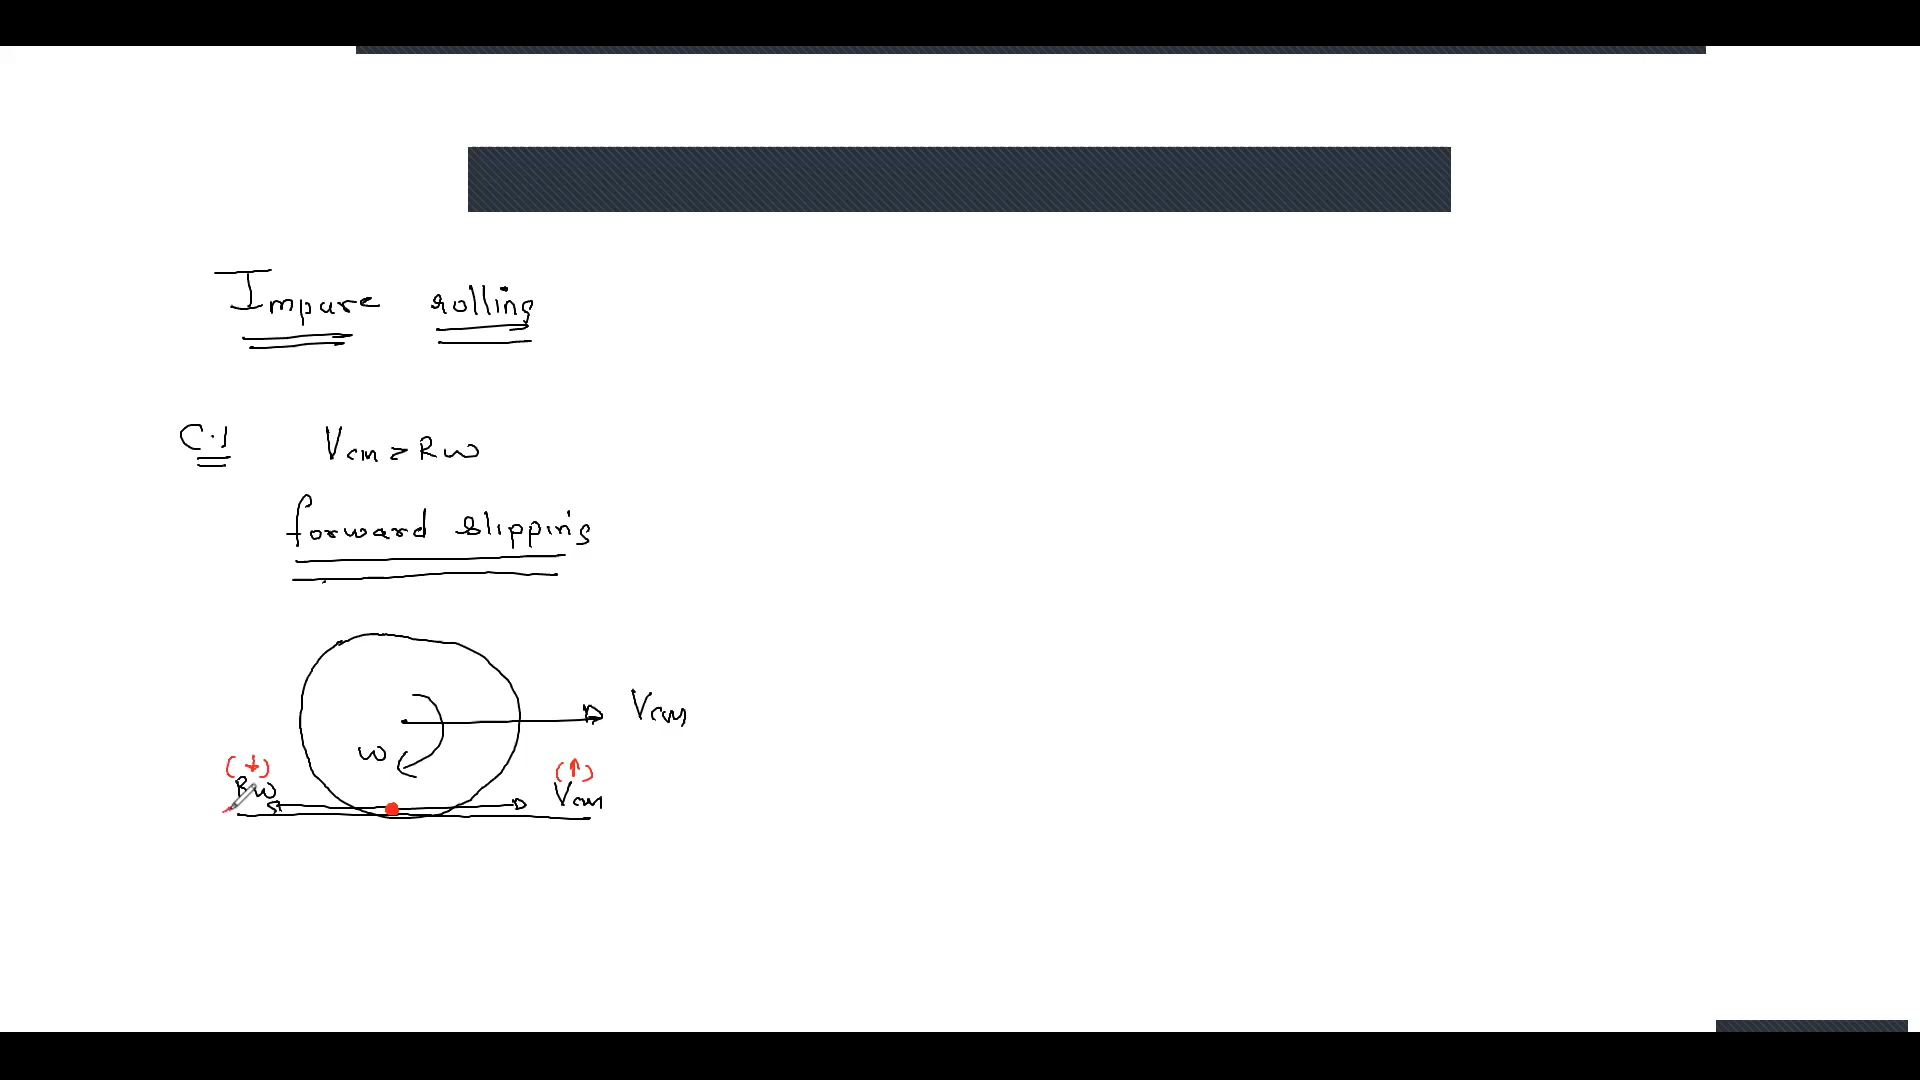 Impure rolling
C.1 Vcm > Rω
forward slipping
Vcm
ω
(↓) (↑)
Rω Vcm